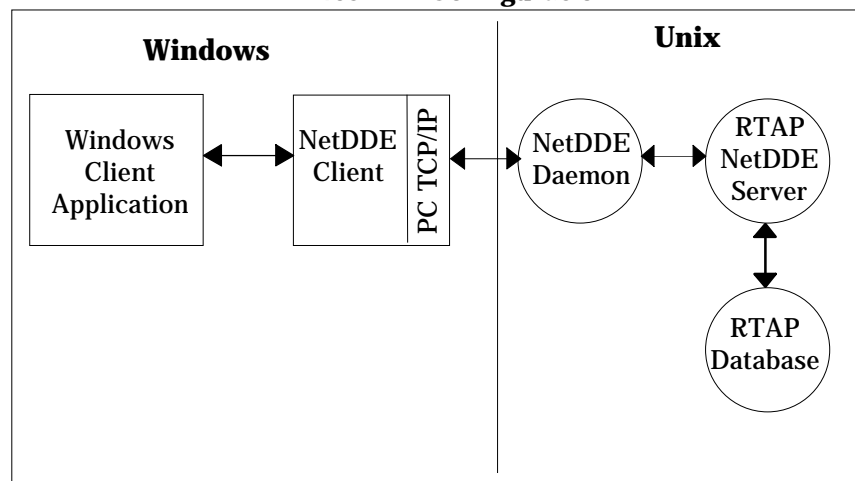 Windows
Unix
Windows
Client
Application
NetDDE
Client
PC TCP/IP
NetDDE
Daemon
RTAP
NetDDE
Server
RTAP
Database